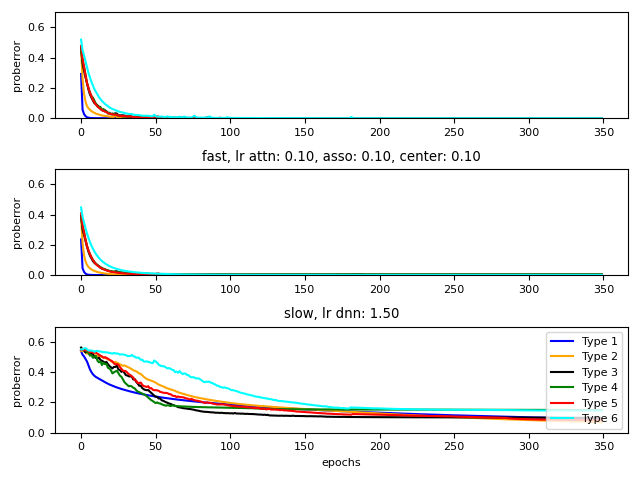 0.6
0.4
0.2
0.0
proberror
0 50 100 150 200 250 300 350
fast, lr attn: 0.10, asso: 0.10, center: 0.10
0.6
0.4
0.2
0.0
proberror
0 50 100 150 200 250 300 350
slow, lr dnn: 1.50
0.6
0.4
0.2
0.0
proberror
Type 1
Type 2
Type 3
Type 4
Type 5
Type 6
0 50 100 150 200 250 300 350
epochs